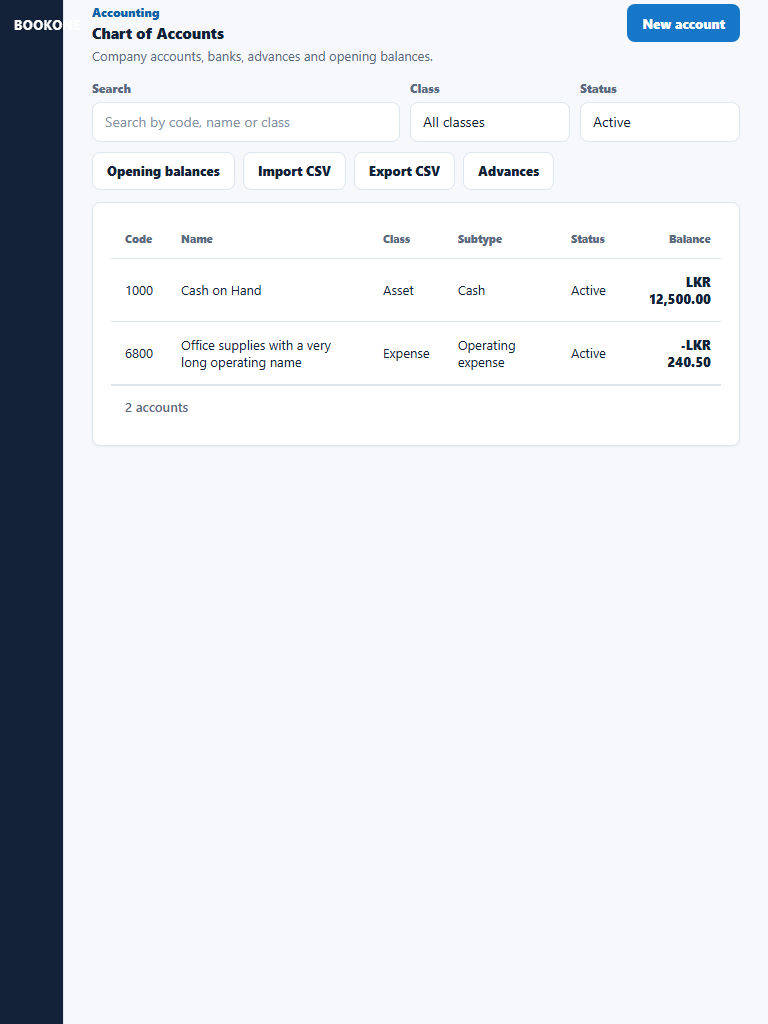 BOOKONE
Accounting
Chart of Accounts
New account
Company accounts, banks, advances and opening balances.
Search
Class
Status
Search by code, name or class
All classes
Active
Opening balances
Import CSV
Export CSV
Advances
Code Name Class Subtype Status Balance
1000 Cash on Hand Asset Cash Active LKR
12,500.00
6800 Office supplies with a very
long operating name Expense Operating
expense Active -LKR
240.50
2 accounts